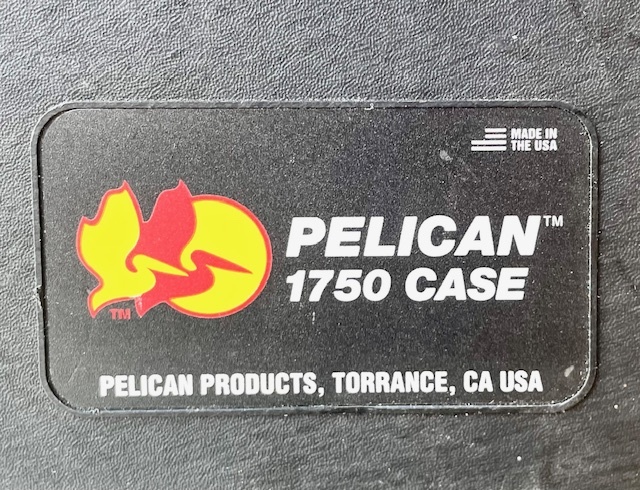 MADE IN
THE USA
PELICAN™
1750 CASE
TM
PELICAN PRODUCTS, TORRANCE, CA USA